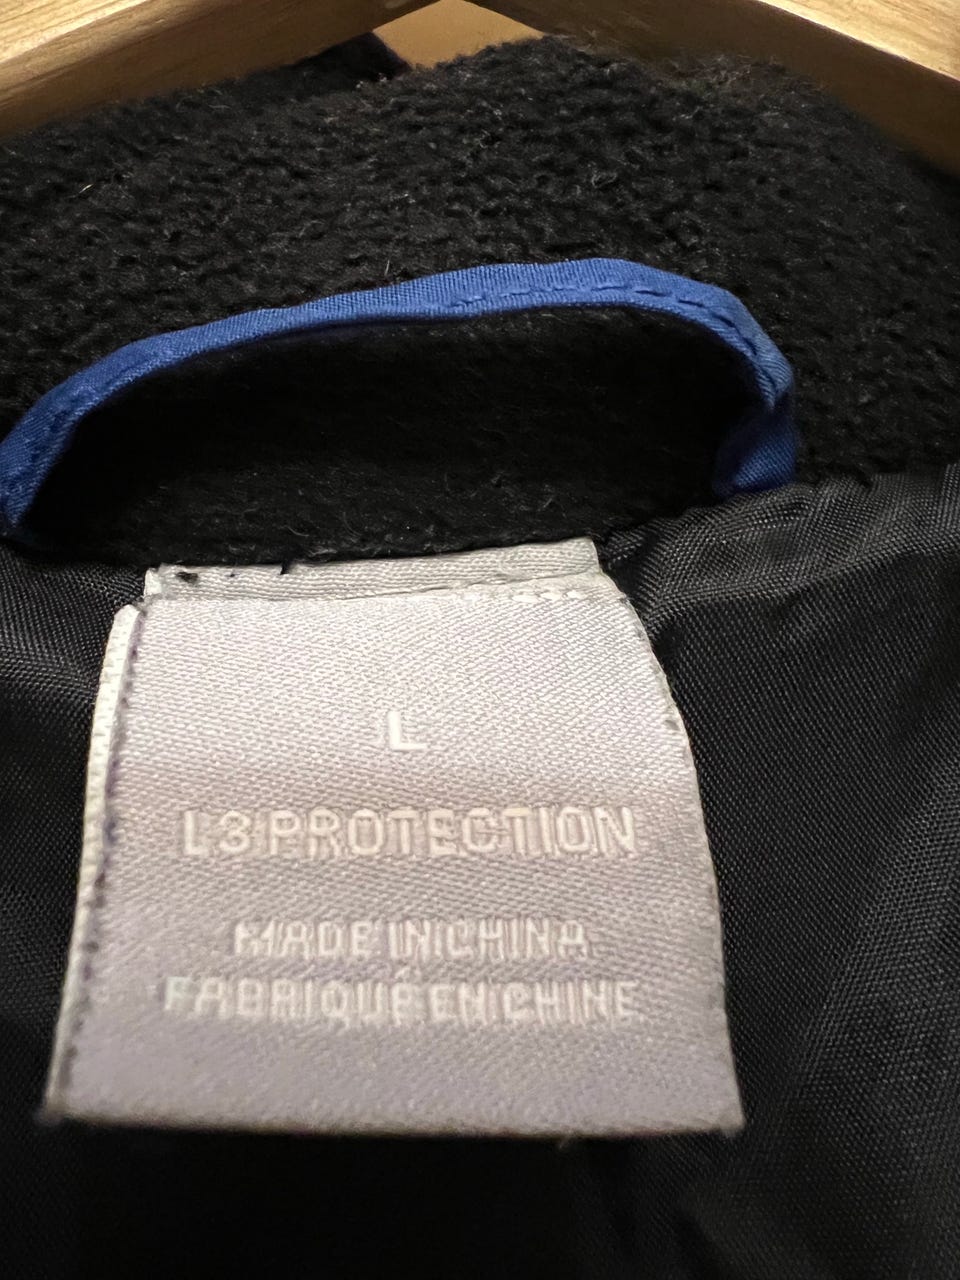 L
L3 PROTECTION
MADE IN CHINA
FABRIQUÉ EN CHINE